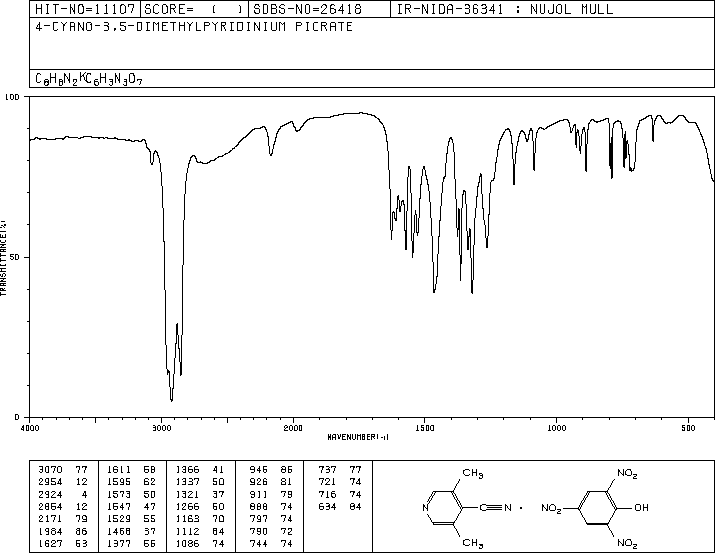 HIT-NO=11107 SCORE= ( ) SDBS-NO=26418 IR-NIDA-36341 : NUJOL MULL
4-CYANO-3,5-DIMETHYLPYRIDINIUM PICRATE
C8H8N2·C6H3N3O7
100
50
0
TRANSMITTANCE(%)
4000 3000 2000 1500 1000 500
WAVENUMBER(-1)
3070 77 1611 58 1366 41 946 86 737 77
2954 12 1595 62 1337 50 926 81 721 74
2924 4 1573 50 1321 37 911 79 716 74
2854 12 1547 47 1266 60 888 74 634 84
2171 79 1529 55 1163 70 797 74
1984 86 1468 37 1112 84 790 72
1627 53 1377 55 1086 74 744 74
CH3 NO2
N C N · NO2 OH
CH3 NO2